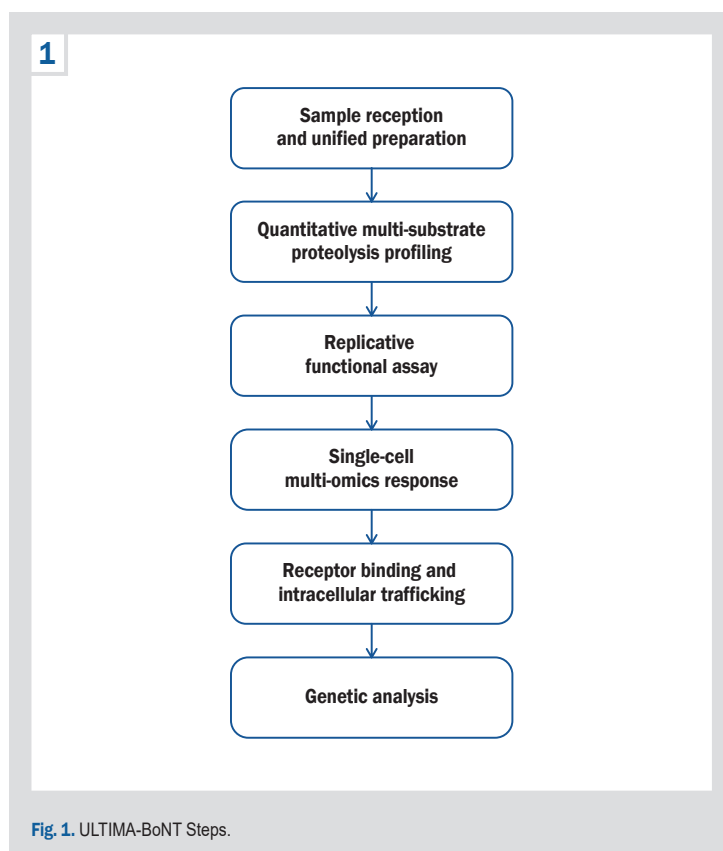 1
Sample reception
and unified preparation
Quantitative multi-substrate
proteolysis profiling
Replicative
functional assay
Single-cell
multi-omics response
Receptor binding and
intracellular trafficking
Genetic analysis
Fig. 1. ULTIMA-BoNT Steps.